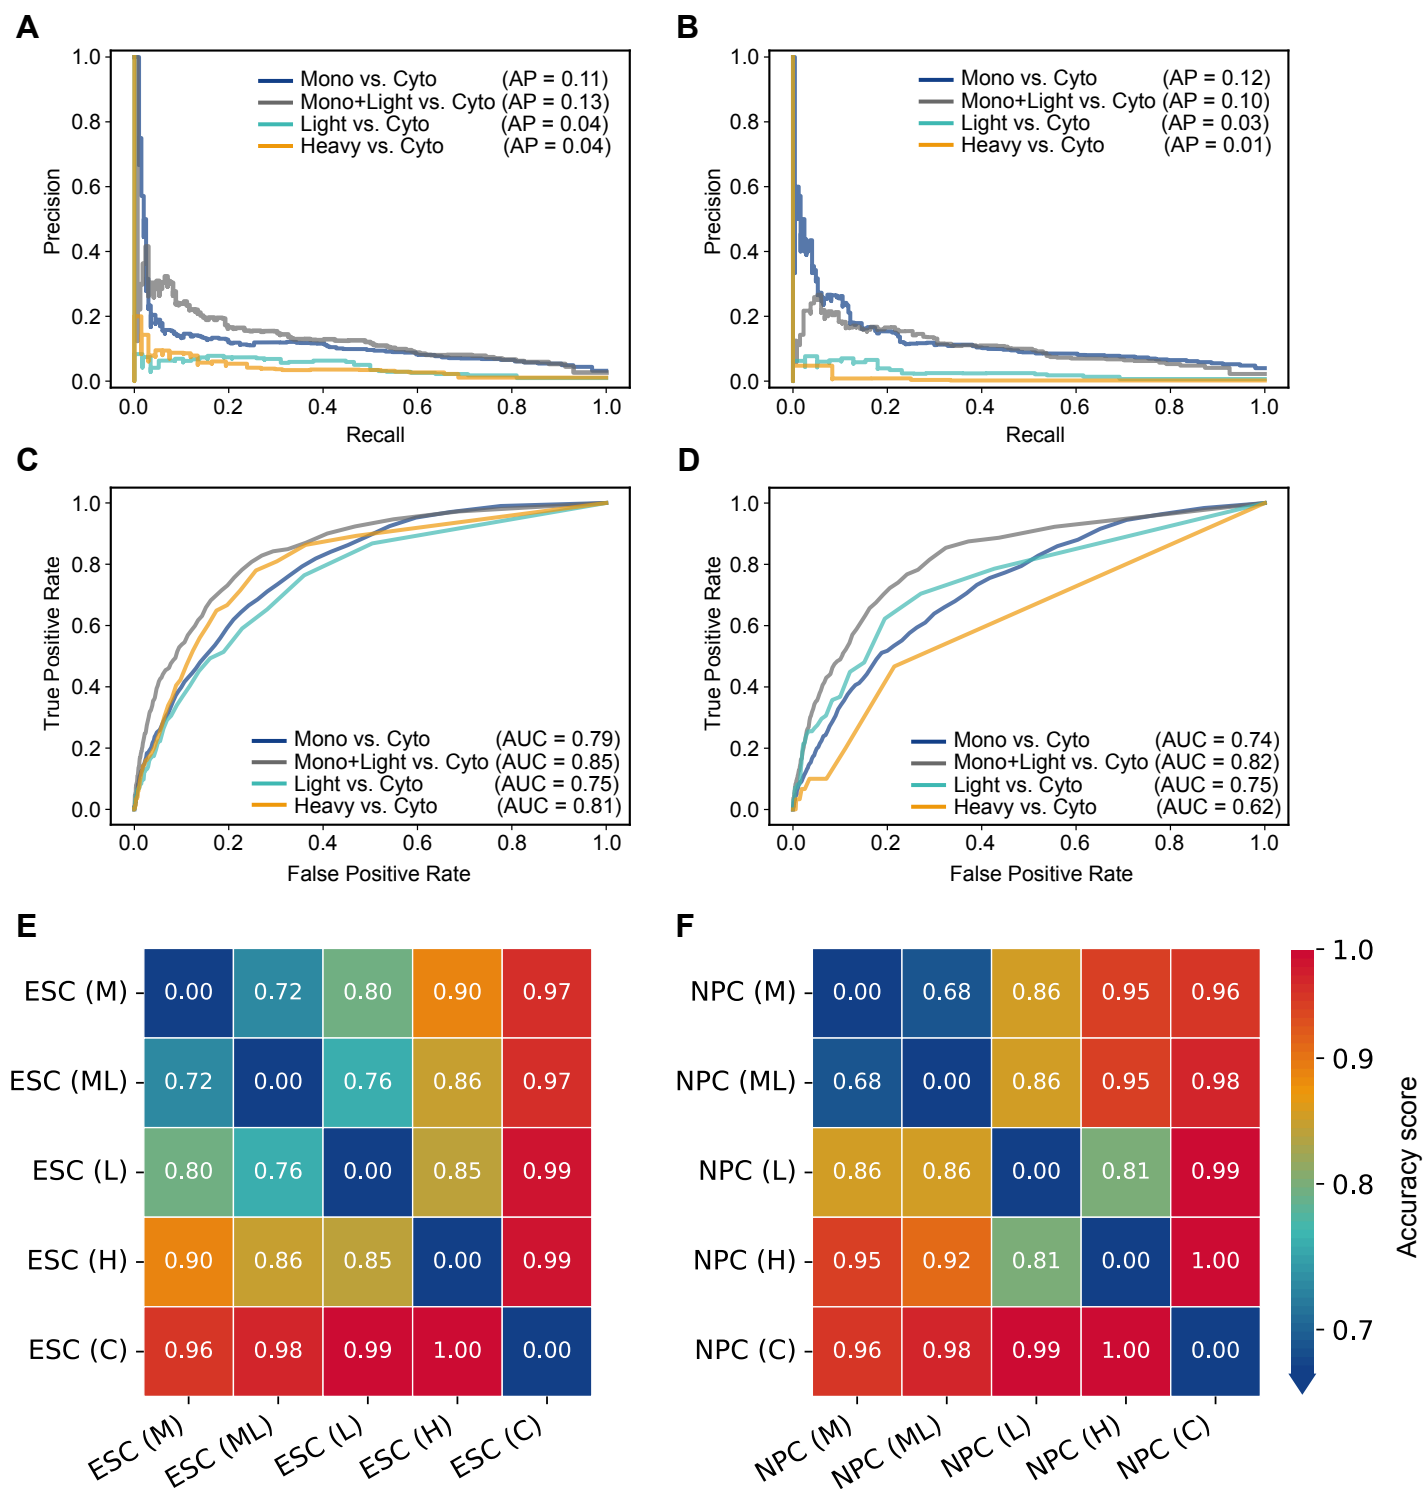 A
1.0
0.8
0.6
0.4
0.2
0.0
Precision
Mono vs. Cyto (AP = 0.11)
Mono+Light vs. Cyto (AP = 0.13)
Light vs. Cyto (AP = 0.04)
Heavy vs. Cyto (AP = 0.04)
0.0 0.2 0.4 0.6 0.8 1.0
Recall
B
1.0
0.8
0.6
0.4
0.2
0.0
Precision
Mono vs. Cyto (AP = 0.12)
Mono+Light vs. Cyto (AP = 0.10)
Light vs. Cyto (AP = 0.03)
Heavy vs. Cyto (AP = 0.01)
0.0 0.2 0.4 0.6 0.8 1.0
Recall
C
1.0
0.8
0.6
0.4
0.2
0.0
True Positive Rate
Mono vs. Cyto (AUC = 0.79)
Mono+Light vs. Cyto (AUC = 0.85)
Light vs. Cyto (AUC = 0.75)
Heavy vs. Cyto (AUC = 0.81)
0.0 0.2 0.4 0.6 0.8 1.0
False Positive Rate
D
1.0
0.8
0.6
0.4
0.2
0.0
True Positive Rate
Mono vs. Cyto (AUC = 0.74)
Mono+Light vs. Cyto (AUC = 0.82)
Light vs. Cyto (AUC = 0.75)
Heavy vs. Cyto (AUC = 0.62)
0.0 0.2 0.4 0.6 0.8 1.0
False Positive Rate
E
ESC (M) 0.00 0.72 0.80 0.90 0.97
ESC (ML) 0.72 0.00 0.76 0.86 0.97
ESC (L) 0.80 0.76 0.00 0.85 0.99
ESC (H) 0.90 0.86 0.85 0.00 0.99
ESC (C) 0.96 0.98 0.99 1.00 0.00
ESC (M) ESC (ML) ESC (L) ESC (H) ESC (C)
F
NPC (M) 0.00 0.68 0.86 0.95 0.96
NPC (ML) 0.68 0.00 0.86 0.95 0.98
NPC (L) 0.86 0.86 0.00 0.81 0.99
NPC (H) 0.95 0.92 0.81 0.00 1.00
NPC (C) 0.96 0.98 0.99 1.00 0.00
NPC (M) NPC (ML) NPC (L) NPC (H) NPC (C)
1.0
0.9
0.8
0.7
Accuracy score